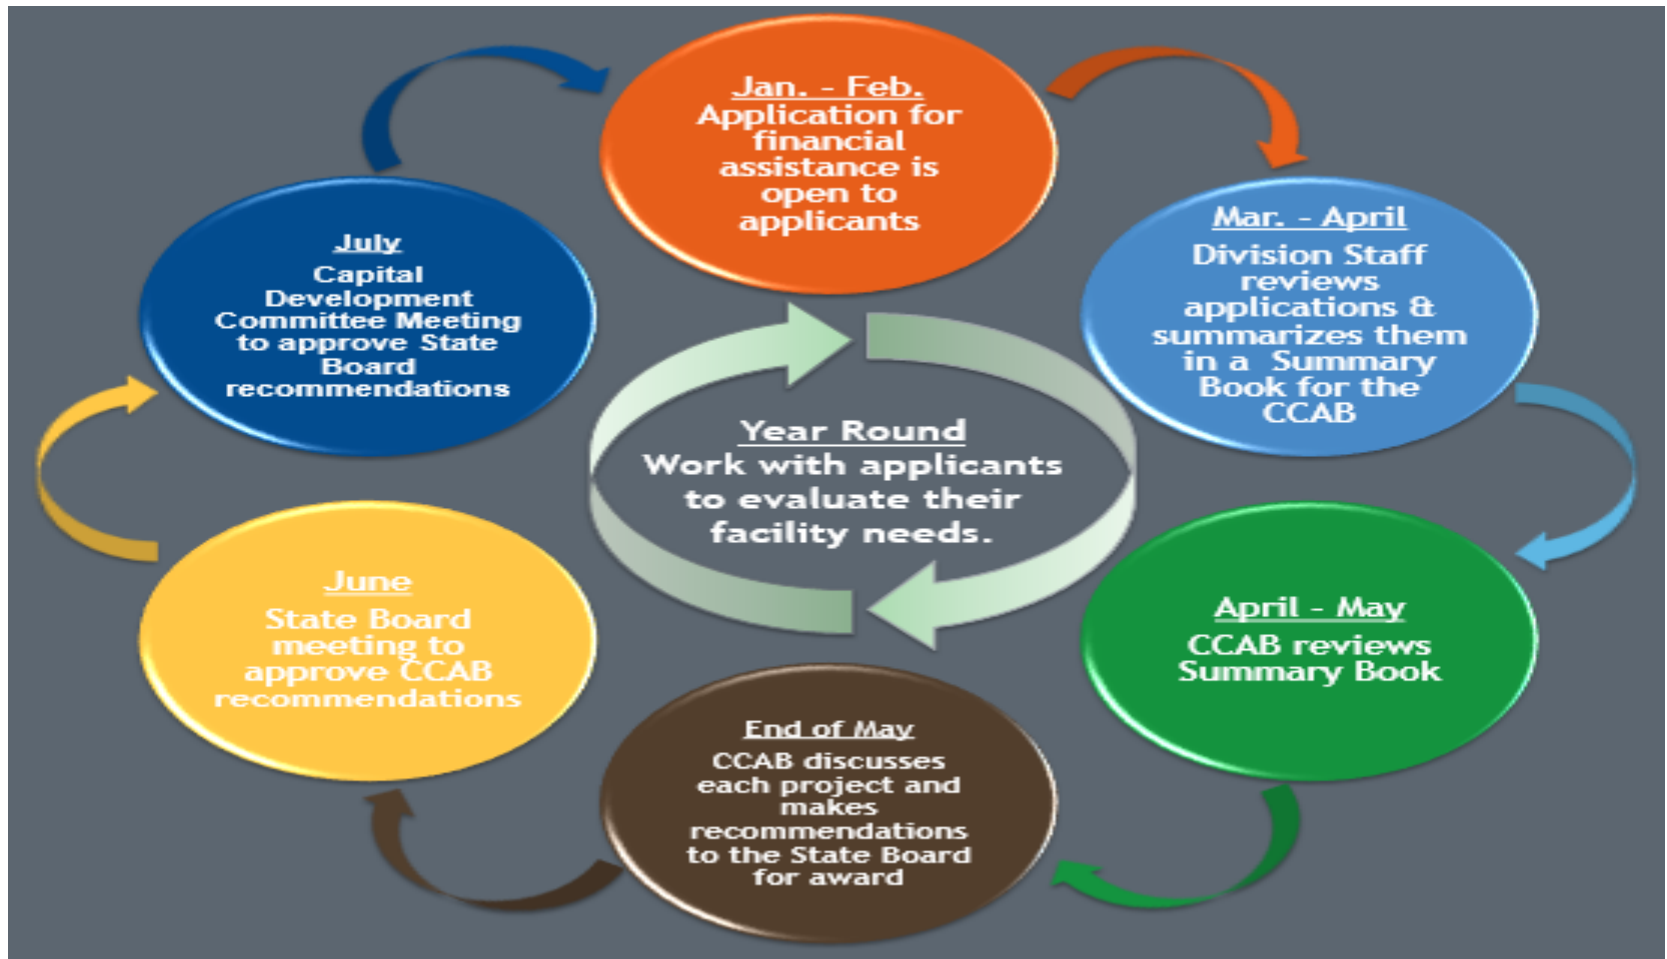 Jan. - Feb.
Application for
financial
assistance is
open to
applicants
Mar. - April
Division Staff
reviews
applications &
summarizes them
in a Summary
Book for the
CCAB
April - May
CCAB reviews
Summary Book
End of May
CCAB discusses
each project and
makes
recommendations
to the State Board
for award
June
State Board
meeting to
approve CCAB
recommendations
July
Capital
Development
Committee Meeting
to approve State
Board
recommendations
Year Round
Work with applicants
to evaluate their
facility needs.